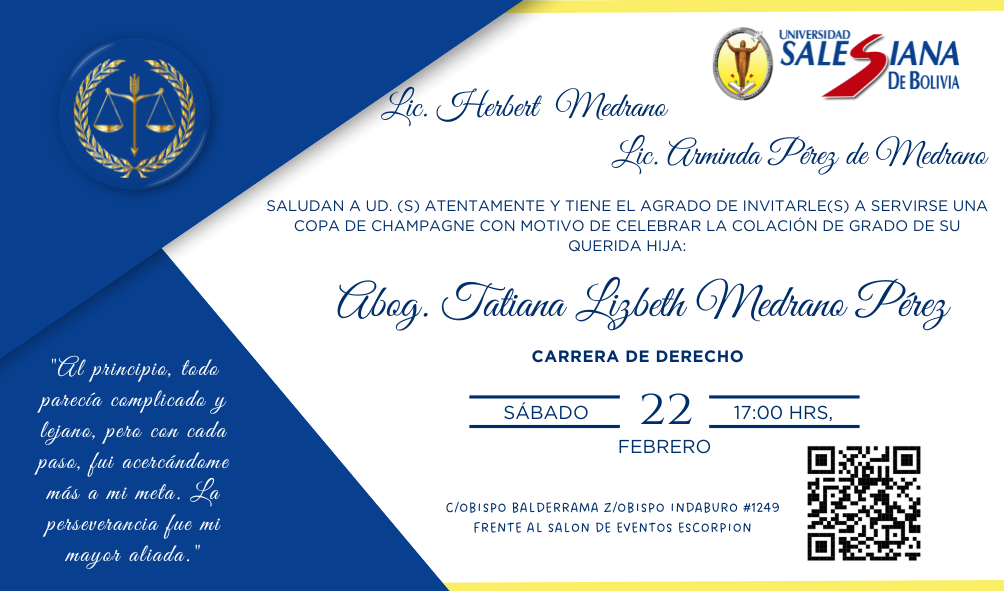 UNIVERSIDAD
SALESIANA
DE BOLIVIA
Lic. Herbert Medrano
Lic. Arminda Pérez de Medrano
SALUDAN A UD. (S) ATENTAMENTE Y TIENE EL AGRADO DE INVITARLE(S) A SERVIRSE UNA
COPA DE CHAMPAGNE CON MOTIVO DE CELEBRAR LA COLACIÓN DE GRADO DE SU
QUERIDA HIJA:
Abog. Tatiana Lizbeth Medrano Pérez
CARRERA DE DERECHO
SÁBADO 22 17:00 HRS,
FEBRERO
C/OBISPO BALDERRAMA Z/OBISPO INDABURO #1249
FRENTE AL SALON DE EVENTOS ESCORPION
"Al principio, todo
parecía complicado y
lejano, pero con cada
paso, fui acercándome
más a mi meta. La
perseverancia fue mi
mayor aliada."